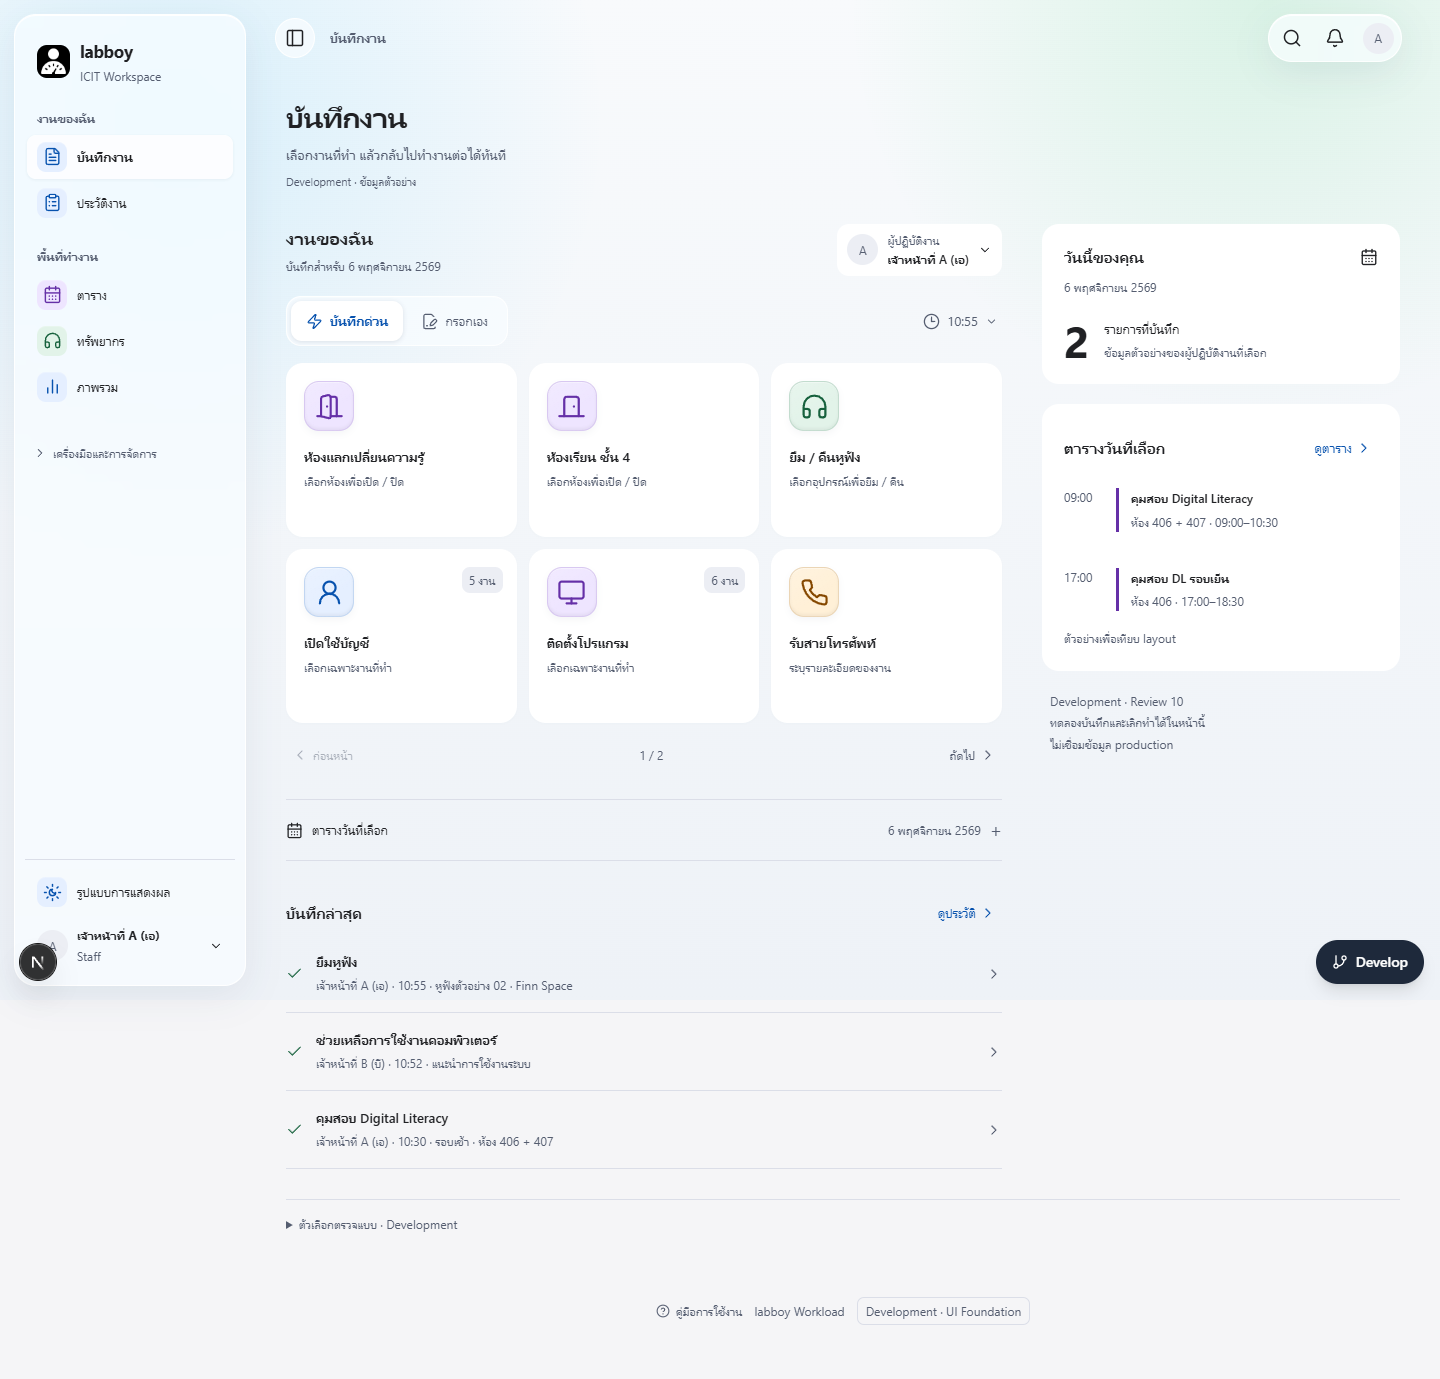 labboy
ICIT Workspace
งานของฉัน
บันทึกงาน
ประวัติงาน
พื้นที่ทำงาน
ตาราง
ทรัพยากร
ภาพรวม
เครื่องมือและการจัดการ
รูปแบบการแสดงผล
A
เจ้าหน้าที่ A (เอ)
Staff
N
บันทึกงาน
A
บันทึกงาน
เลือกงานที่ทำ แล้วกลับไปทำงานต่อได้ทันที
Development · ข้อมูลตัวอย่าง
งานของฉัน
บันทึกสำหรับ 6 พฤศจิกายน 2569
A
ผู้ปฏิบัติงาน
เจ้าหน้าที่ A (เอ)
บันทึกด่วน
กรอกเอง
10:55
ห้องแลกเปลี่ยนความรู้
เลือกห้องเพื่อเปิด / ปิด
ห้องเรียน ชั้น 4
เลือกห้องเพื่อเปิด / ปิด
ยืม / คืนหูฟัง
เลือกอุปกรณ์เพื่อยืม / คืน
5 งาน
เปิดใช้บัญชี
เลือกเฉพาะงานที่ทำ
6 งาน
ติดตั้งโปรแกรม
เลือกเฉพาะงานที่ทำ
รับสายโทรศัพท์
ระบุรายละเอียดของงาน
ก่อนหน้า
1 / 2
ถัดไป
ตารางวันที่เลือก
6 พฤศจิกายน 2569
บันทึกล่าสุด
ดูประวัติ
ยืมหูฟัง
เจ้าหน้าที่ A (เอ) · 10:55 · หูฟังตัวอย่าง 02 · Finn Space
ช่วยเหลือการใช้งานคอมพิวเตอร์
เจ้าหน้าที่ B (บี) · 10:52 · แนะนำการใช้งานระบบ
คุมสอบ Digital Literacy
เจ้าหน้าที่ A (เอ) · 10:30 · รอบเช้า · ห้อง 406 + 407
วันนี้ของคุณ
6 พฤศจิกายน 2569
2
รายการที่บันทึก
ข้อมูลตัวอย่างของผู้ปฏิบัติงานที่เลือก
ตารางวันที่เลือก
ดูตาราง
09:00
คุมสอบ Digital Literacy
ห้อง 406 + 407 · 09:00–10:30
17:00
คุมสอบ DL รอบเย็น
ห้อง 406 · 17:00–18:30
ตัวอย่างเพื่อเทียบ layout
Development · Review 10
ทดลองบันทึกและเลิกทำได้ในหน้านี้
ไม่เชื่อมข้อมูล production
Develop
ตัวเลือกตรวจแบบ · Development
คู่มือการใช้งาน
labboy Workload
Development · UI Foundation